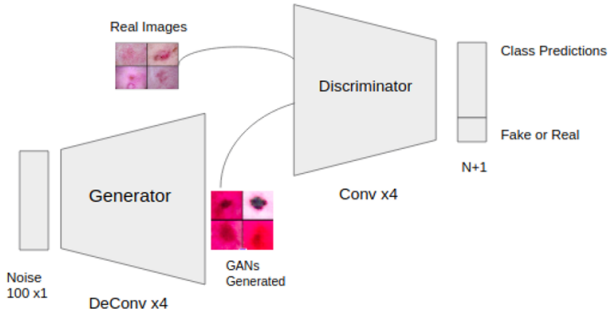 Real Images
Class Predictions
Discriminator
Fake or Real
N+1
Generator
Conv x4
GANs
Generated
Noise
100 x1
DeConv x4